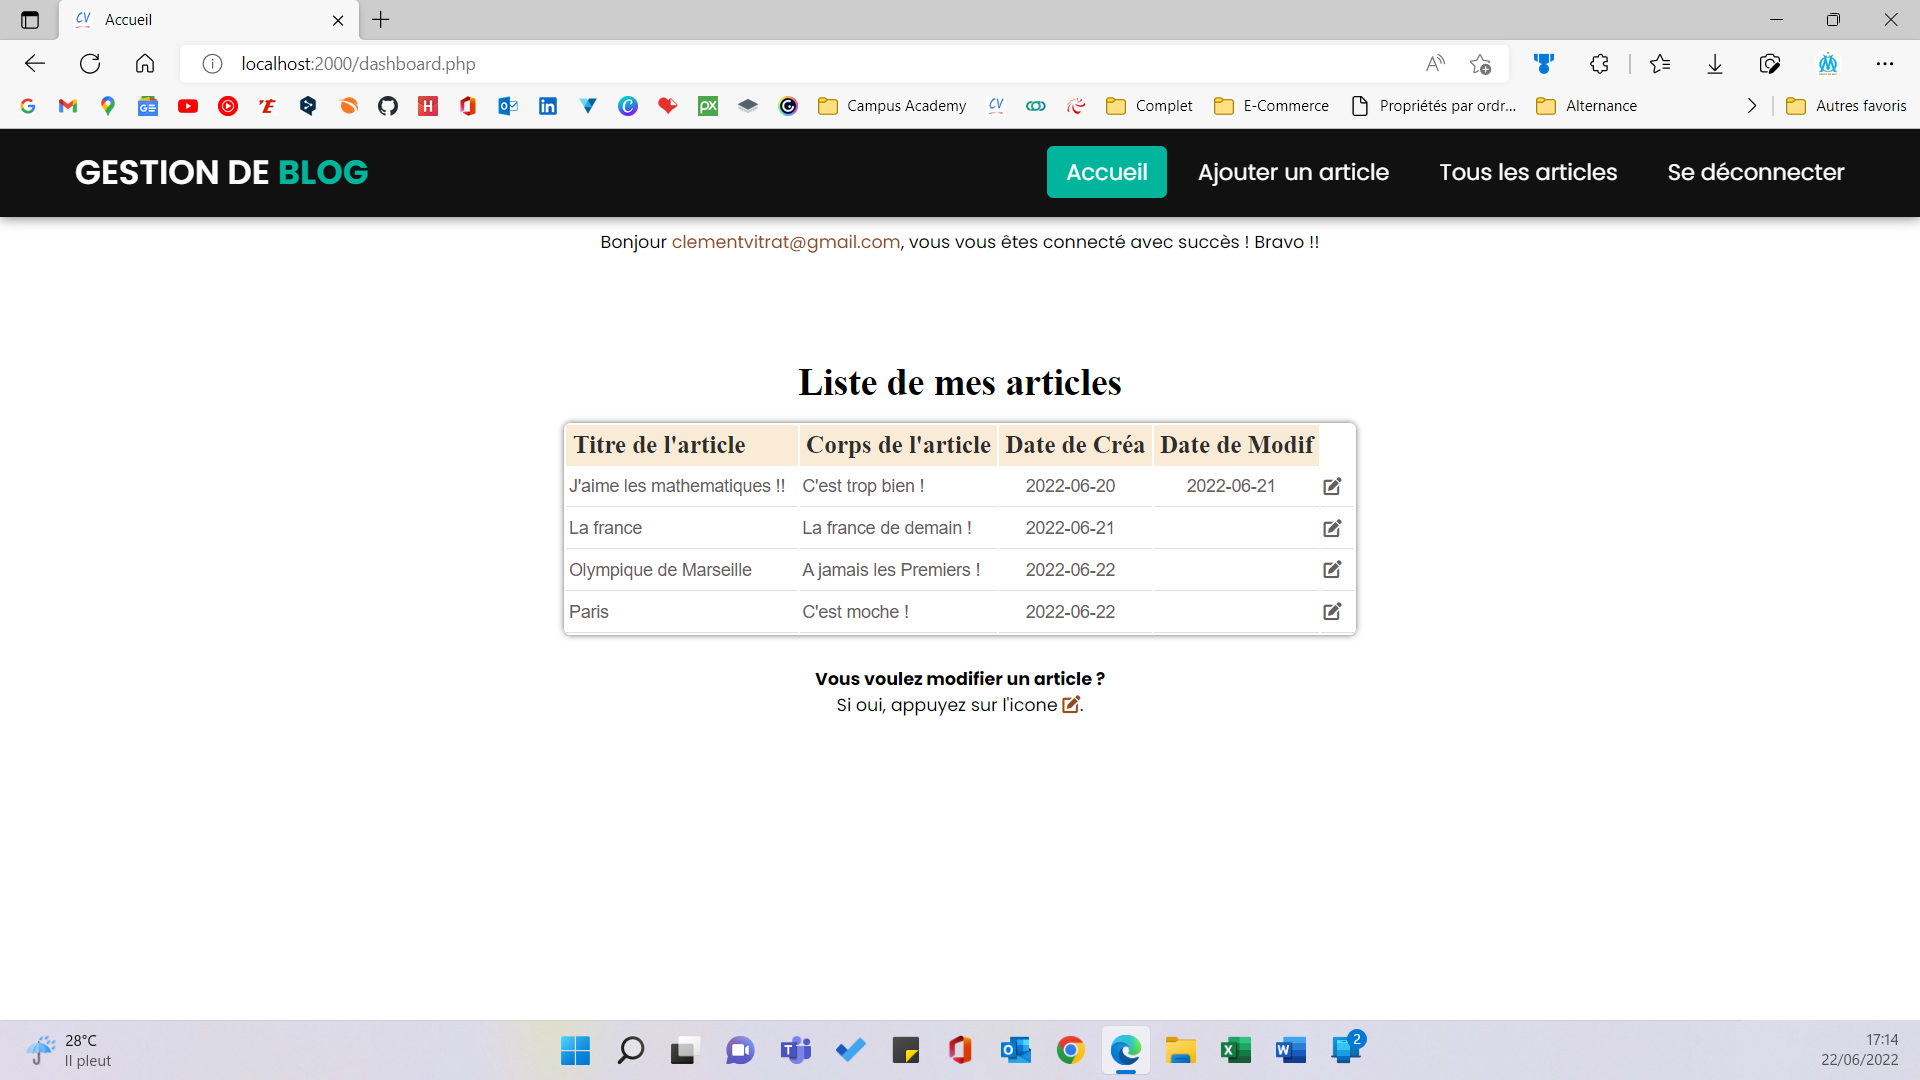 Accueil
localhost:2000/dashboard.php
Campus Academy
Complet
E-Commerce
Propriétés par ordr...
Alternance
Autres favoris
GESTION DE BLOG
Accueil
Ajouter un article
Tous les articles
Se déconnecter
Bonjour clementvitrat@gmail.com, vous vous êtes connecté avec succès ! Bravo !!
Liste de mes articles
Titre de l'article Corps de l'article Date de Créa Date de Modif
J'aime les mathematiques !! C'est trop bien ! 2022-06-20 2022-06-21
La france La france de demain ! 2022-06-21
Olympique de Marseille A jamais les Premiers ! 2022-06-22
Paris C'est moche ! 2022-06-22
Vous voulez modifier un article ?
Si oui, appuyez sur l'icone .
28°C
Il pleut
2
17:14
22/06/2022